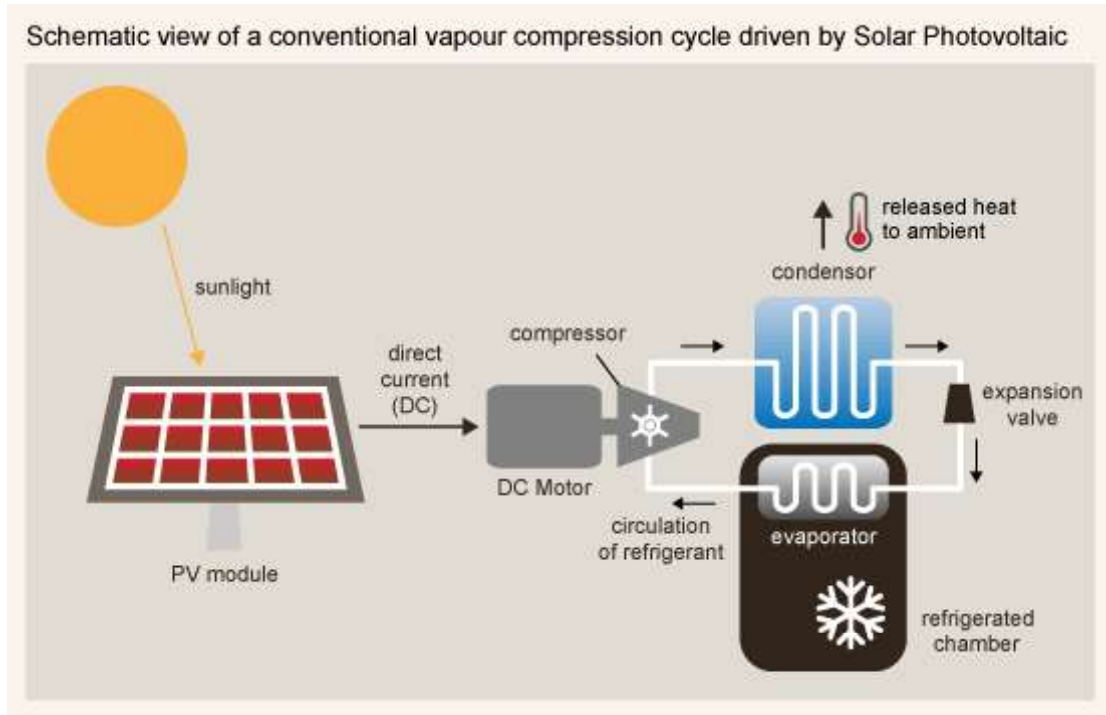 Schematic view of a conventional vapour compression cycle driven by Solar Photovoltaic
sunlight
direct
current
(DC)
compressor
released heat
to ambient
condensor
expansion
valve
DC Motor
circulation
of refrigerant
evaporator
PV module
refrigerated
chamber